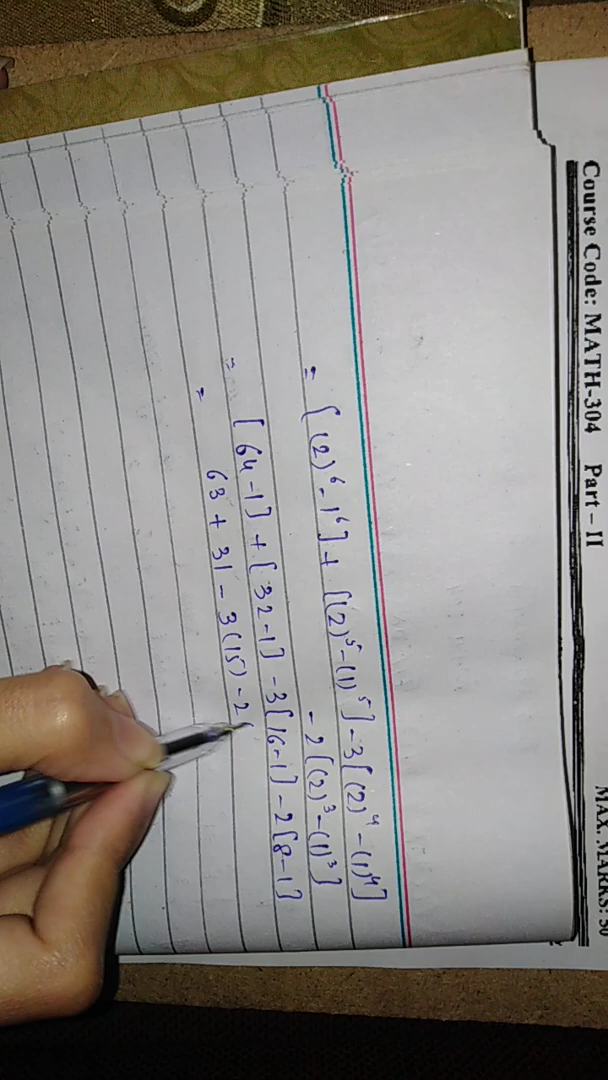 Course Code: MATH-304 Part – II
MAX. MARKS: 50
= [(2)⁶ - 1⁶] + [(2)⁵ - (1)⁵] - 3[(2)⁴ - (1)⁴]
- 2[(2)³ - (1)³]
= [64 - 1] + [32 - 1] - 3[16 - 1] - 2[8 - 1]
= 63 + 31 - 3(15) - 2(